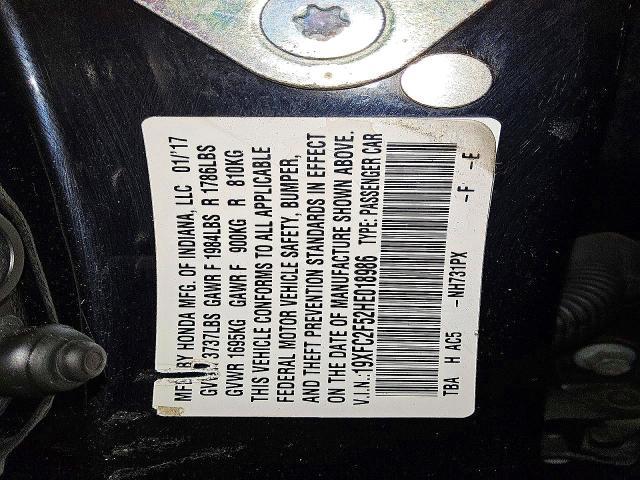 MFD. BY HONDA MFG. OF INDIANA, LLC 01/'17
GVWR 3737LBS GAWR F 1984LBS R 1786LBS
GVWR 1695KG GAWR F 900KG R 810KG
THIS VEHICLE CONFORMS TO ALL APPLICABLE
FEDERAL MOTOR VEHICLE SAFETY, BUMPER,
AND THEFT PREVENTION STANDARDS IN EFFECT
ON THE DATE OF MANUFACTURE SHOWN ABOVE.
V.I.N.:19XFC2F52HE018986 TYPE: PASSENGER CAR
TBA H AC5 -NH731PX -F -E